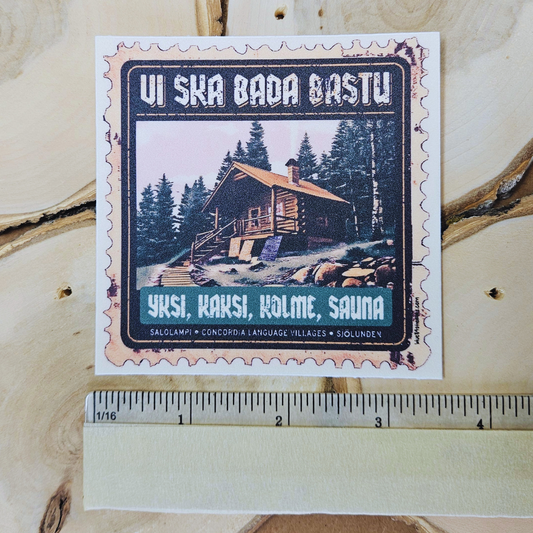 VI SKA BADA BASTU
YKSI, KAKSI, KOLME, SAUNA
SALOLAMPI • CONCORDIA LANGUAGE VILLAGES • SJÖLUNDEN
1/16 1 2 3 4